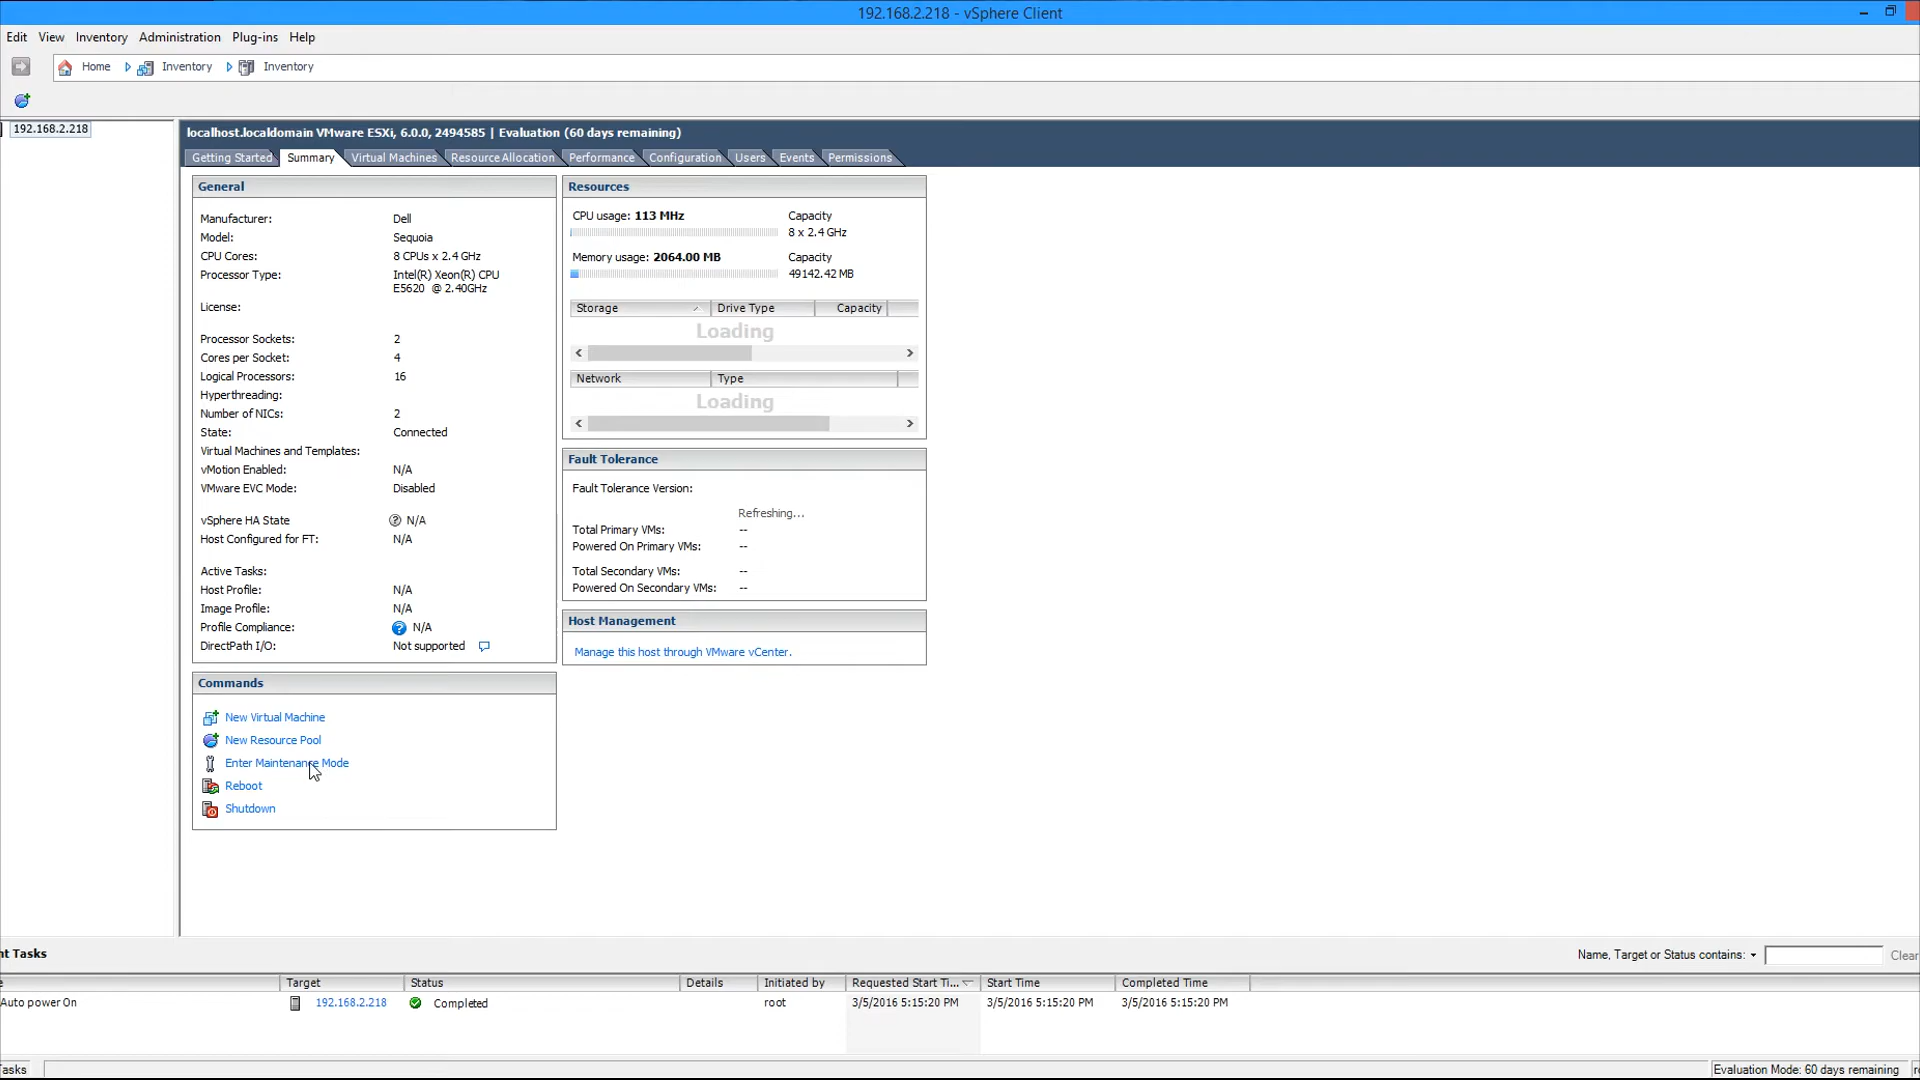 192.168.2.218 - vSphere Client
Edit View Inventory Administration Plug-ins Help
Home Inventory Inventory
192.168.2.218
localhost.localdomain VMware ESXi, 6.0.0, 2494585 | Evaluation (60 days remaining)
Getting Started Summary Virtual Machines Resource Allocation Performance Configuration Users Events Permissions
General
Manufacturer: Dell
Model: Sequoia
CPU Cores: 8 CPUs x 2.4 GHz
Processor Type: Intel(R) Xeon(R) CPU
E5620 @ 2.40GHz
License:
Processor Sockets: 2
Cores per Socket: 4
Logical Processors: 16
Hyperthreading:
Number of NICs: 2
State: Connected
Virtual Machines and Templates:
vMotion Enabled: N/A
VMware EVC Mode: Disabled
vSphere HA State N/A
Host Configured for FT: N/A
Active Tasks:
Host Profile: N/A
Image Profile: N/A
Profile Compliance: N/A
DirectPath I/O: Not supported
Commands
New Virtual Machine
New Resource Pool
Enter Maintenance Mode
Reboot
Shutdown
Resources
CPU usage: 113 MHz Capacity
8 x 2.4 GHz
Memory usage: 2064.00 MB Capacity
49142.42 MB
Storage Drive Type Capacity
Loading
Network Type
Loading
Fault Tolerance
Fault Tolerance Version:
Refreshing...
Total Primary VMs: --
Powered On Primary VMs: --
Total Secondary VMs: --
Powered On Secondary VMs: --
Host Management
Manage this host through VMware vCenter.
nt Tasks Name, Target or Status contains: Clear
e Target Status Details Initiated by Requested Start Ti... Start Time Completed Time
Auto power On 192.168.2.218 Completed root 3/5/2016 5:15:20 PM 3/5/2016 5:15:20 PM 3/5/2016 5:15:20 PM
asks Evaluation Mode: 60 days remaining r